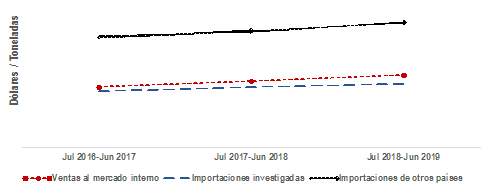 Dólares / Toneladas
Jul 2016-Jun 2017
Jul 2017-Jun 2018
Jul 2018-Jun 2019
Ventas al mercado interno
Importaciones investigadas
Importaciones de otros países